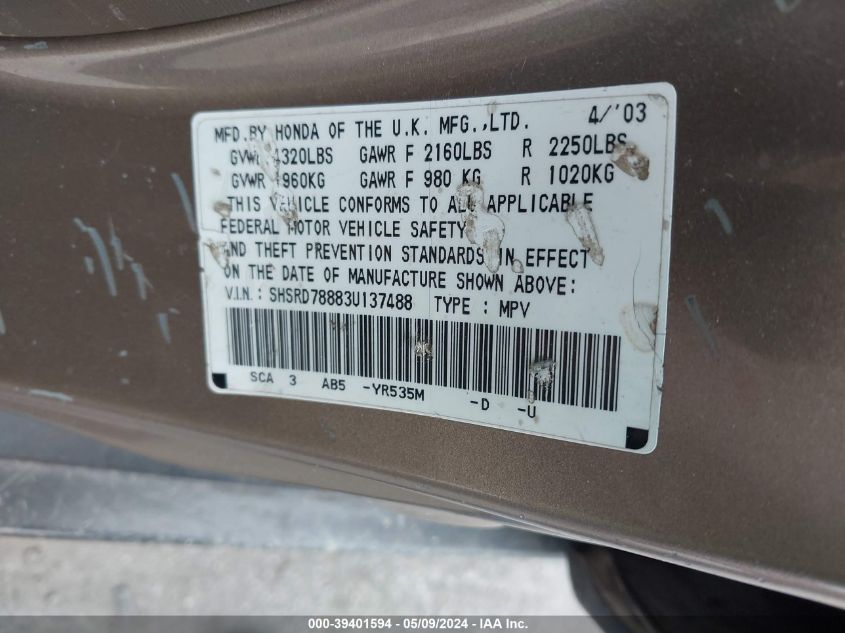 MFD.BY HONDA OF THE U.K. MFG.,LTD. 4/'03
GVWR 4320LBS GAWR F 2160LBS R 2250LBS
GVWR 1960KG GAWR F 980 KG R 1020KG
THIS VEHICLE CONFORMS TO ALL APPLICABLE
FEDERAL MOTOR VEHICLE SAFETY
AND THEFT PREVENTION STANDARDS IN EFFECT
ON THE DATE OF MANUFACTURE SHOWN ABOVE:
V.I.N.: SHSRD78883U137488 TYPE : MPV
SCA 3 AB5 -YR535M -D -U
000-39401594 - 05/09/2024 - IAA Inc.